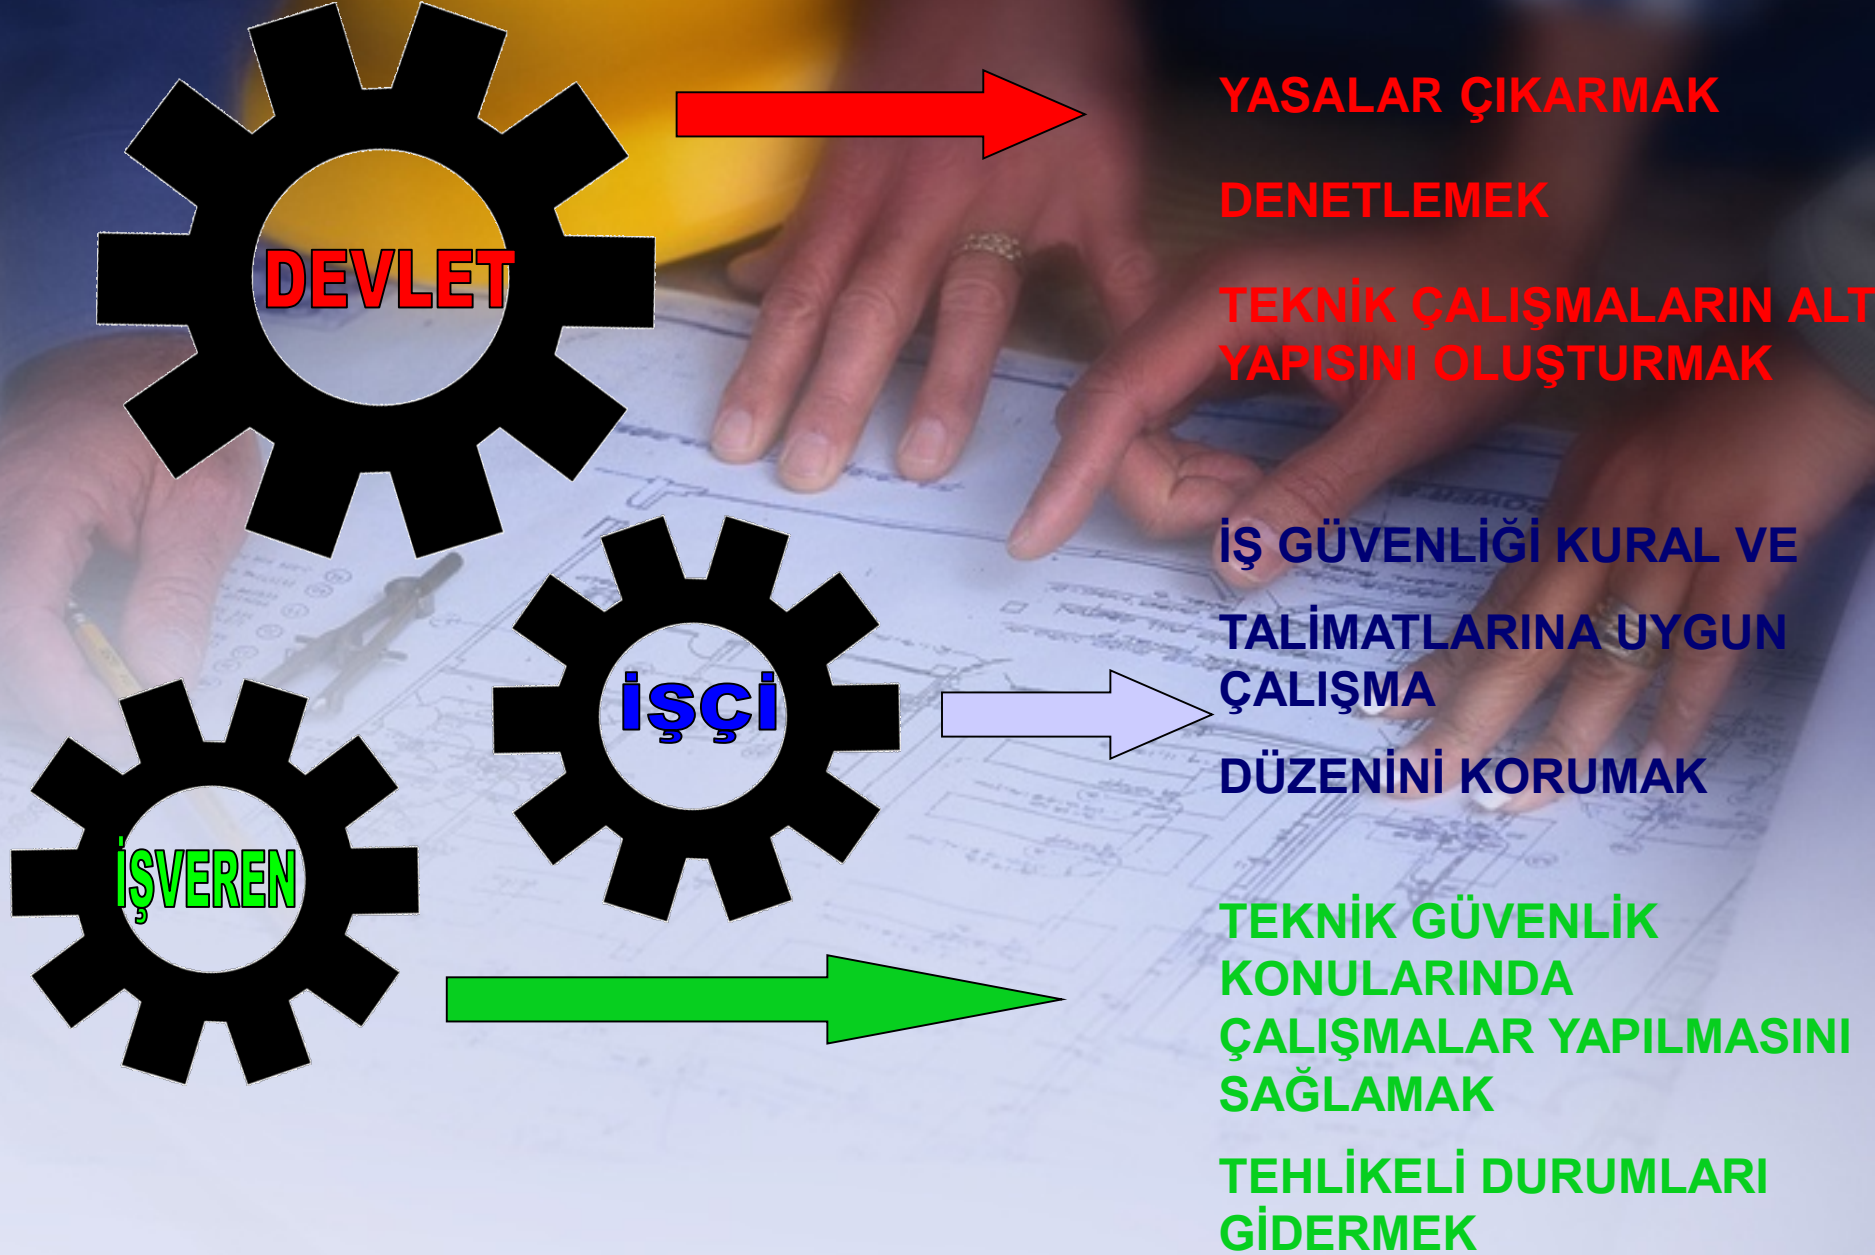 DEVLET
YASALAR ÇIKARMAK
DENETLEMEK
TEKNİK ÇALIŞMALARIN ALT
YAPISINI OLUŞTURMAK
İŞÇİ
İŞ GÜVENLİĞİ KURAL VE
TALİMATLARINA UYGUN
ÇALIŞMA
DÜZENİNİ KORUMAK
İŞVEREN
TEKNİK GÜVENLİK
KONULARINDA
ÇALIŞMALAR YAPILMASINI
SAĞLAMAK
TEHLİKELİ DURUMLARI
GİDERMEK